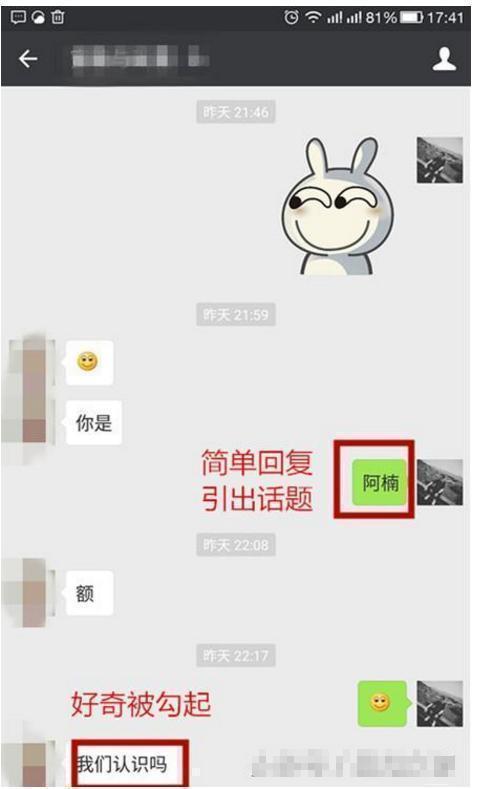 81% 17:41
昨天 21:46
昨天 21:59
你是
简单回复
引出话题
阿楠
昨天 22:08
额
昨天 22:17
好奇被勾起
我们认识吗